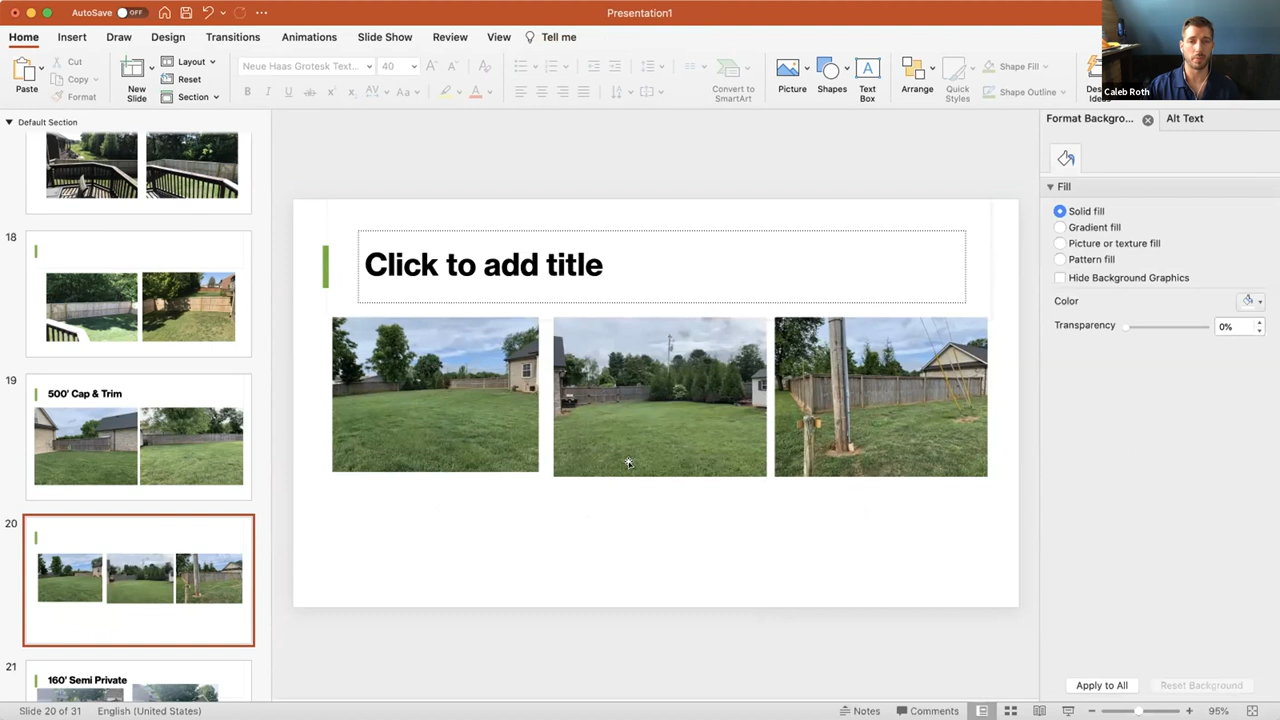 AutoSave OFF
Presentation1
Home Insert Draw Design Transitions Animations Slide Show Review View Tell me
Paste
Cut
Copy
Format
New Slide
Layout
Reset
Section
Neue Haas Grotesk Text... 40
Convert to SmartArt
Picture
Shapes
Text Box
Arrange
Quick Styles
Shape Fill
Shape Outline
Caleb Roth
Default Section
18
19
500' Cap & Trim
20
21
160' Semi Private
Click to add title
Format Backgro... Alt Text
Fill
Solid fill
Gradient fill
Picture or texture fill
Pattern fill
Hide Background Graphics
Color
Transparency 0%
Apply to All Reset Background
Slide 20 of 31 English (United States) Notes Comments 95%